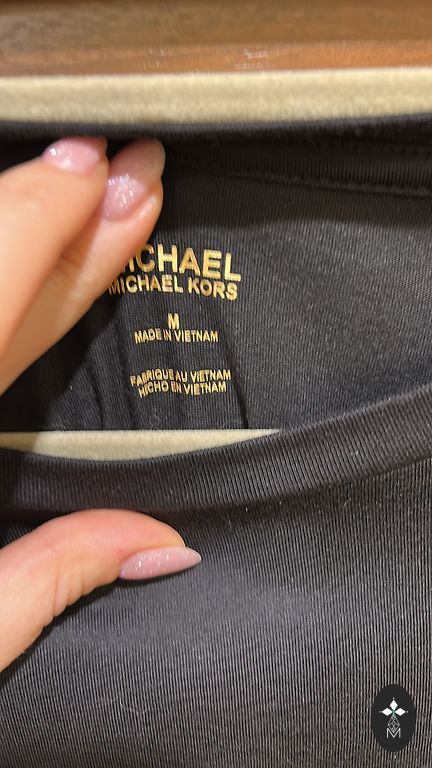 MICHAEL
MICHAEL KORS
M
MADE IN VIETNAM
FABRIQUE AU VIETNAM
HECHO EN VIETNAM
M